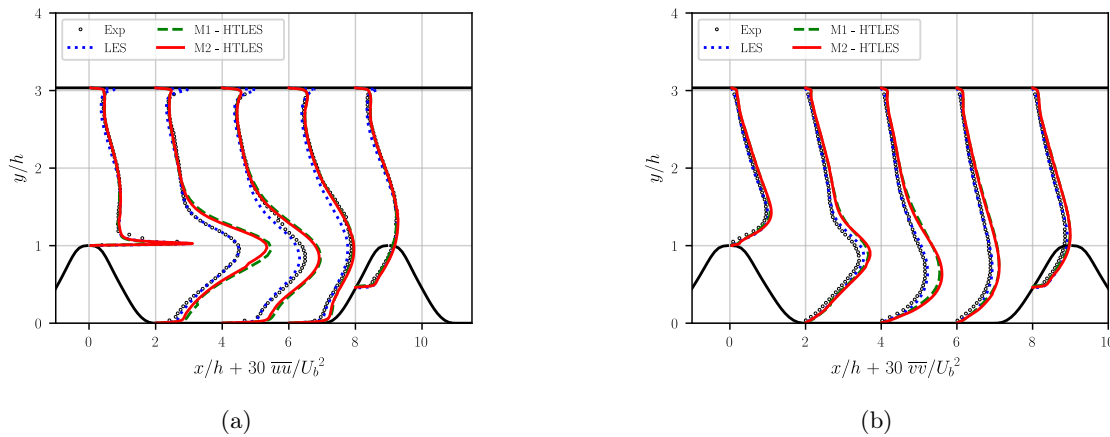 Exp
LES
M1 - HTLES
M2 - HTLES
4
3
2
1
0
y/h
0 2 4 6 8 10
x/h + 30 \overline{uu}/U_b^2
(a)
Exp
LES
M1 - HTLES
M2 - HTLES
4
3
2
1
0
y/h
0 2 4 6 8 10
x/h + 30 \overline{vv}/U_b^2
(b)